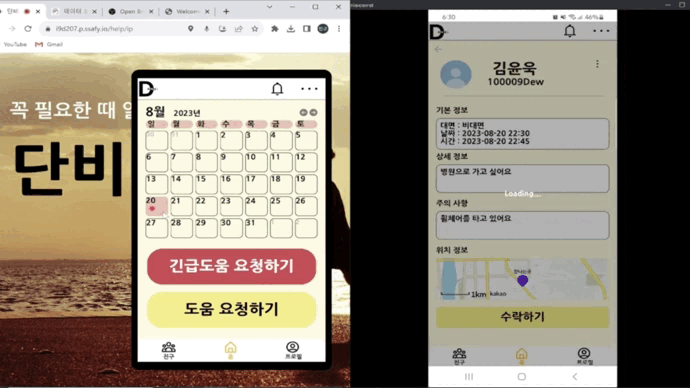 단비
데이터
Open B
Welcom
i9d207.p.ssafy.io/help/ip
YouTube
Gmail
꼭 필요한 때 알
단비
D
8월 2023년
일 월 화 수 목 금 토
1 2 3 4 5
6 7 8 9 10 11 12
13 14 15 16 17 18 19
20 21 22 23 24 25 26
27 28 29 30 31
긴급도움 요청하기
도움 요청하기
친구
홈
프로필
6:30
46%
D
김윤욱
100009Dew
기본 정보
대면 : 비대면
날짜 : 2023-08-20 22:30
시간 : 2023-08-20 22:45
상세 정보
병원으로 가고 싶어요
Loading...
주의 사항
휠체어를 타고 있어요
위치 정보
1km
kakao
수락하기
친구
홈
프로필